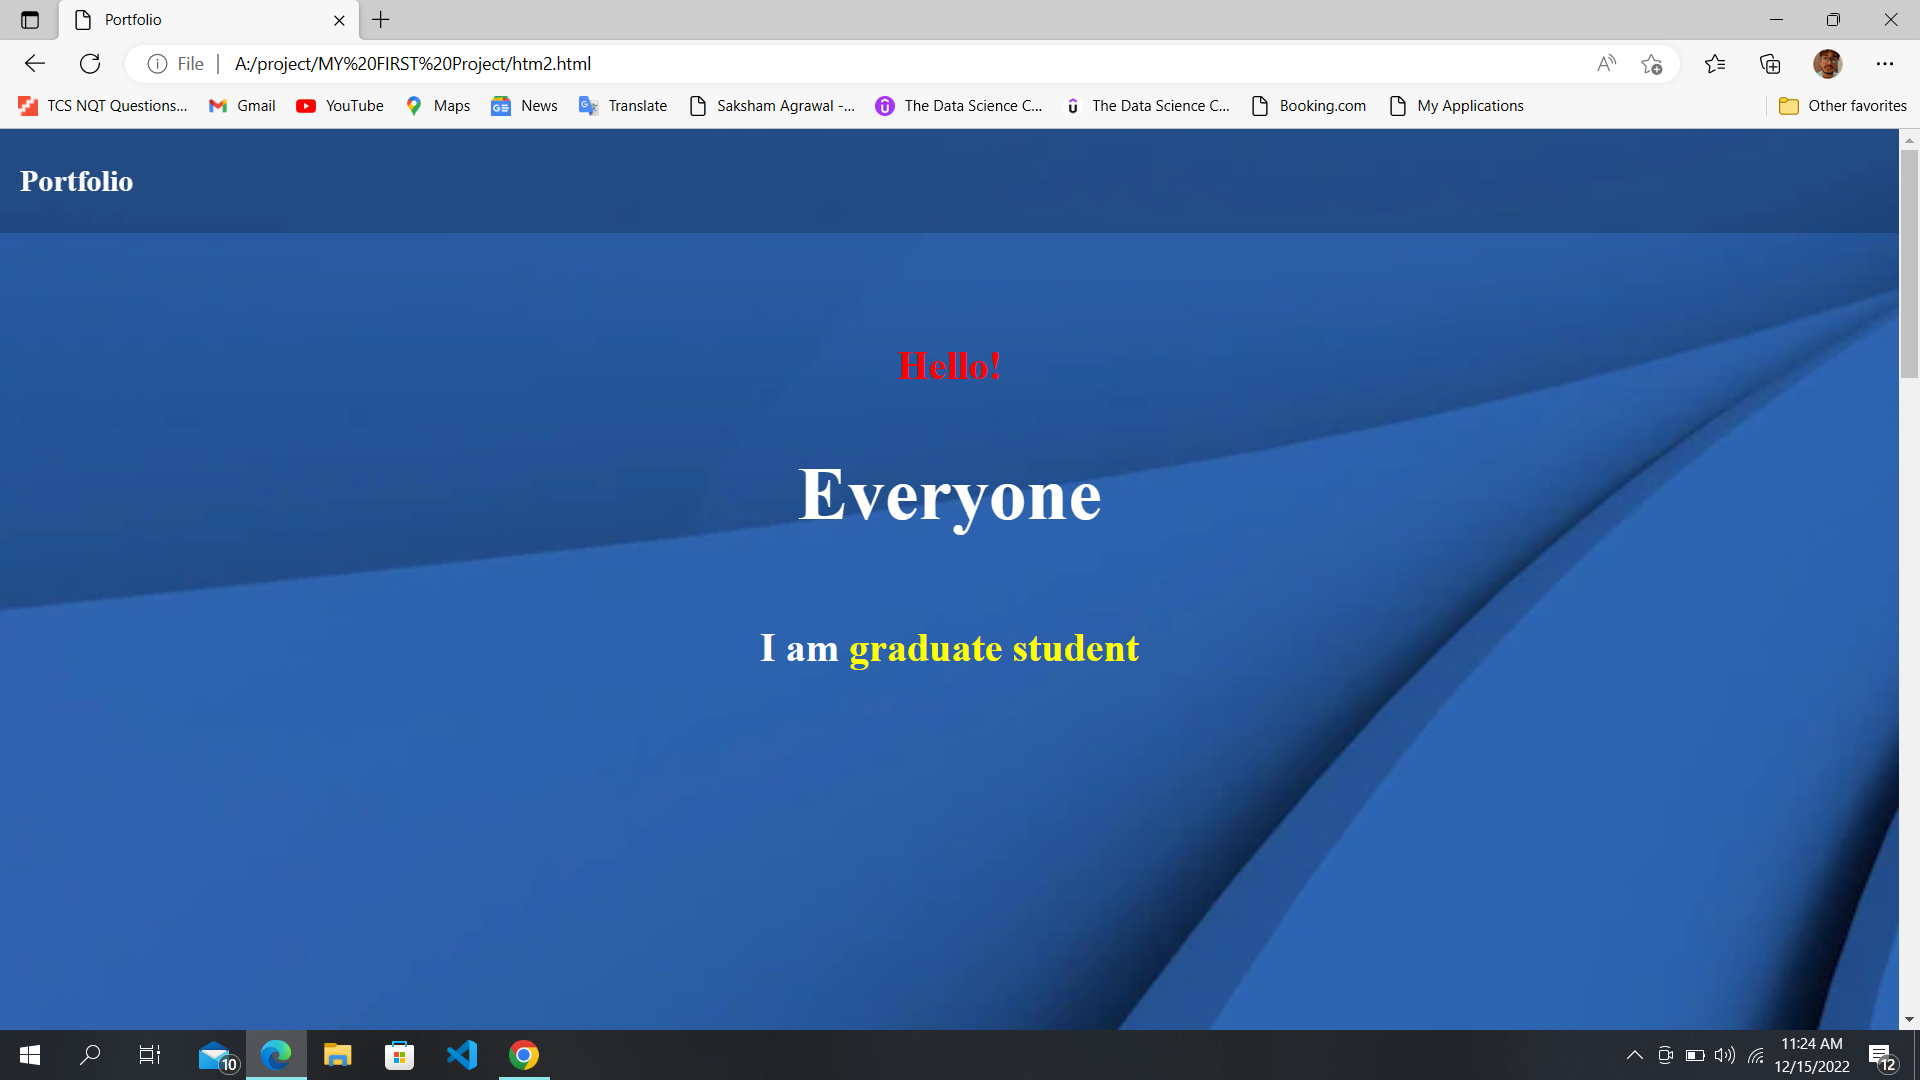 Portfolio
File
A:/project/MY%20FIRST%20Project/htm2.html
TCS NQT Questions... Gmail YouTube Maps News Translate Saksham Agrawal -... The Data Science C... The Data Science C... Booking.com My Applications Other favorites
Portfolio
Hello!
Everyone
I am graduate student
10
11:24 AM
12/15/2022
12